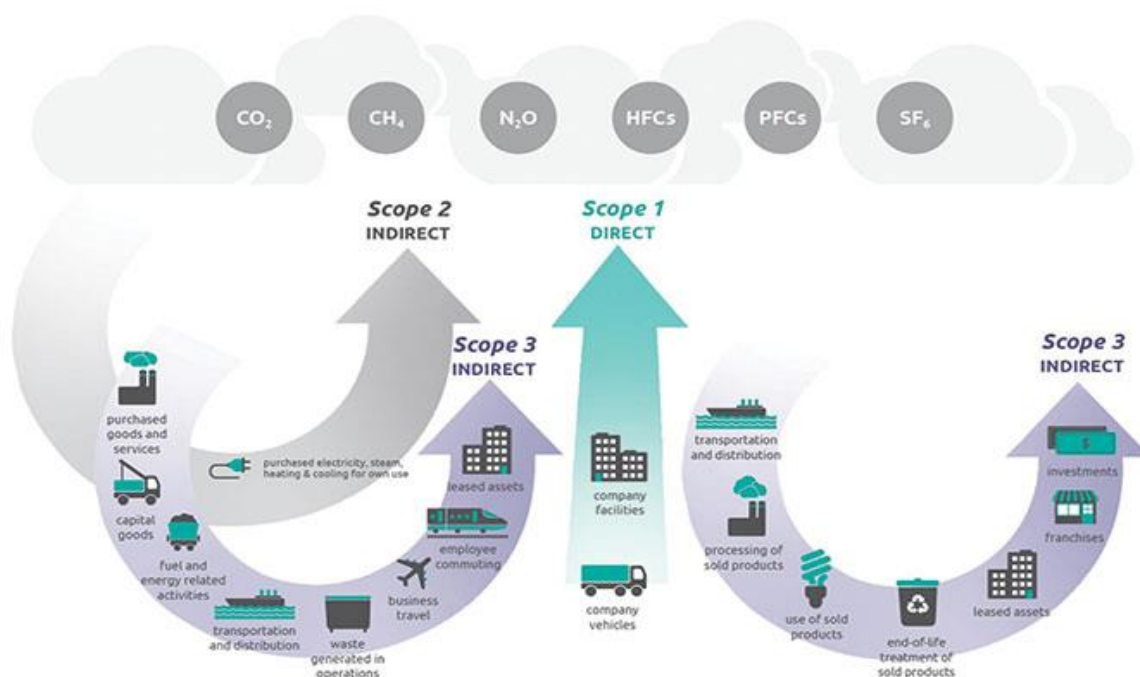 CO₂ CH₄ N₂O HFCs PFCs SF₆
Scope 2
INDIRECT
Scope 1
DIRECT
Scope 3
INDIRECT
Scope 3
INDIRECT
purchased
goods and
services
capital
goods
fuel and
energy related
activities
transportation
and distribution
waste
generated in
operations
business
travel
employee
commuting
leased assets
purchased electricity, steam,
heating & cooling for own use
company
facilities
company
vehicles
transportation
and distribution
processing of
sold products
use of sold
products
end-of-life
treatment of
sold products
leased assets
franchises
investments
$